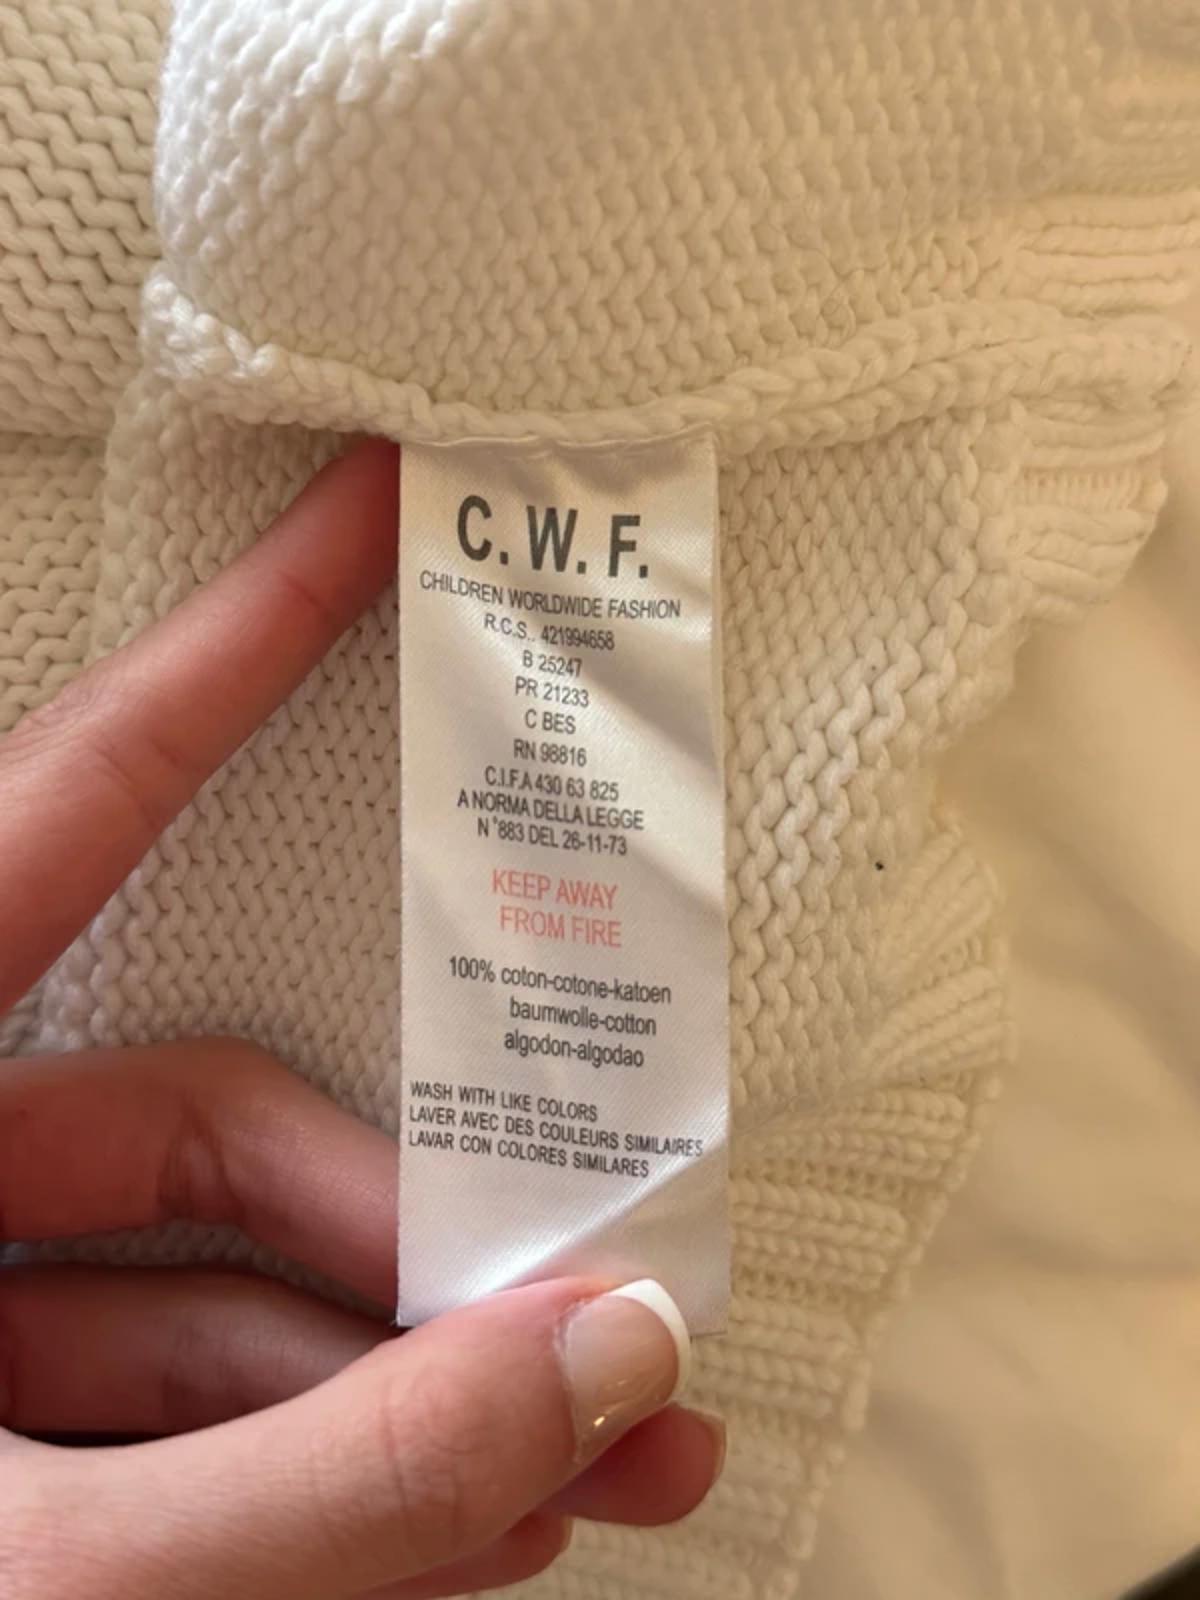 C. W. F.
CHILDREN WORLDWIDE FASHION
R.C.S.. 421994658
B 25247
PR 21233
C BES
RN 98816
C.I.F.A 430 63 825
A NORMA DELLA LEGGE
N °883 DEL 26-11-73
KEEP AWAY
FROM FIRE
100% coton-cotone-katoen
baumwolle-cotton
algodon-algodao
WASH WITH LIKE COLORS
LAVER AVEC DES COULEURS SIMILAIRES
LAVAR CON COLORES SIMILARES